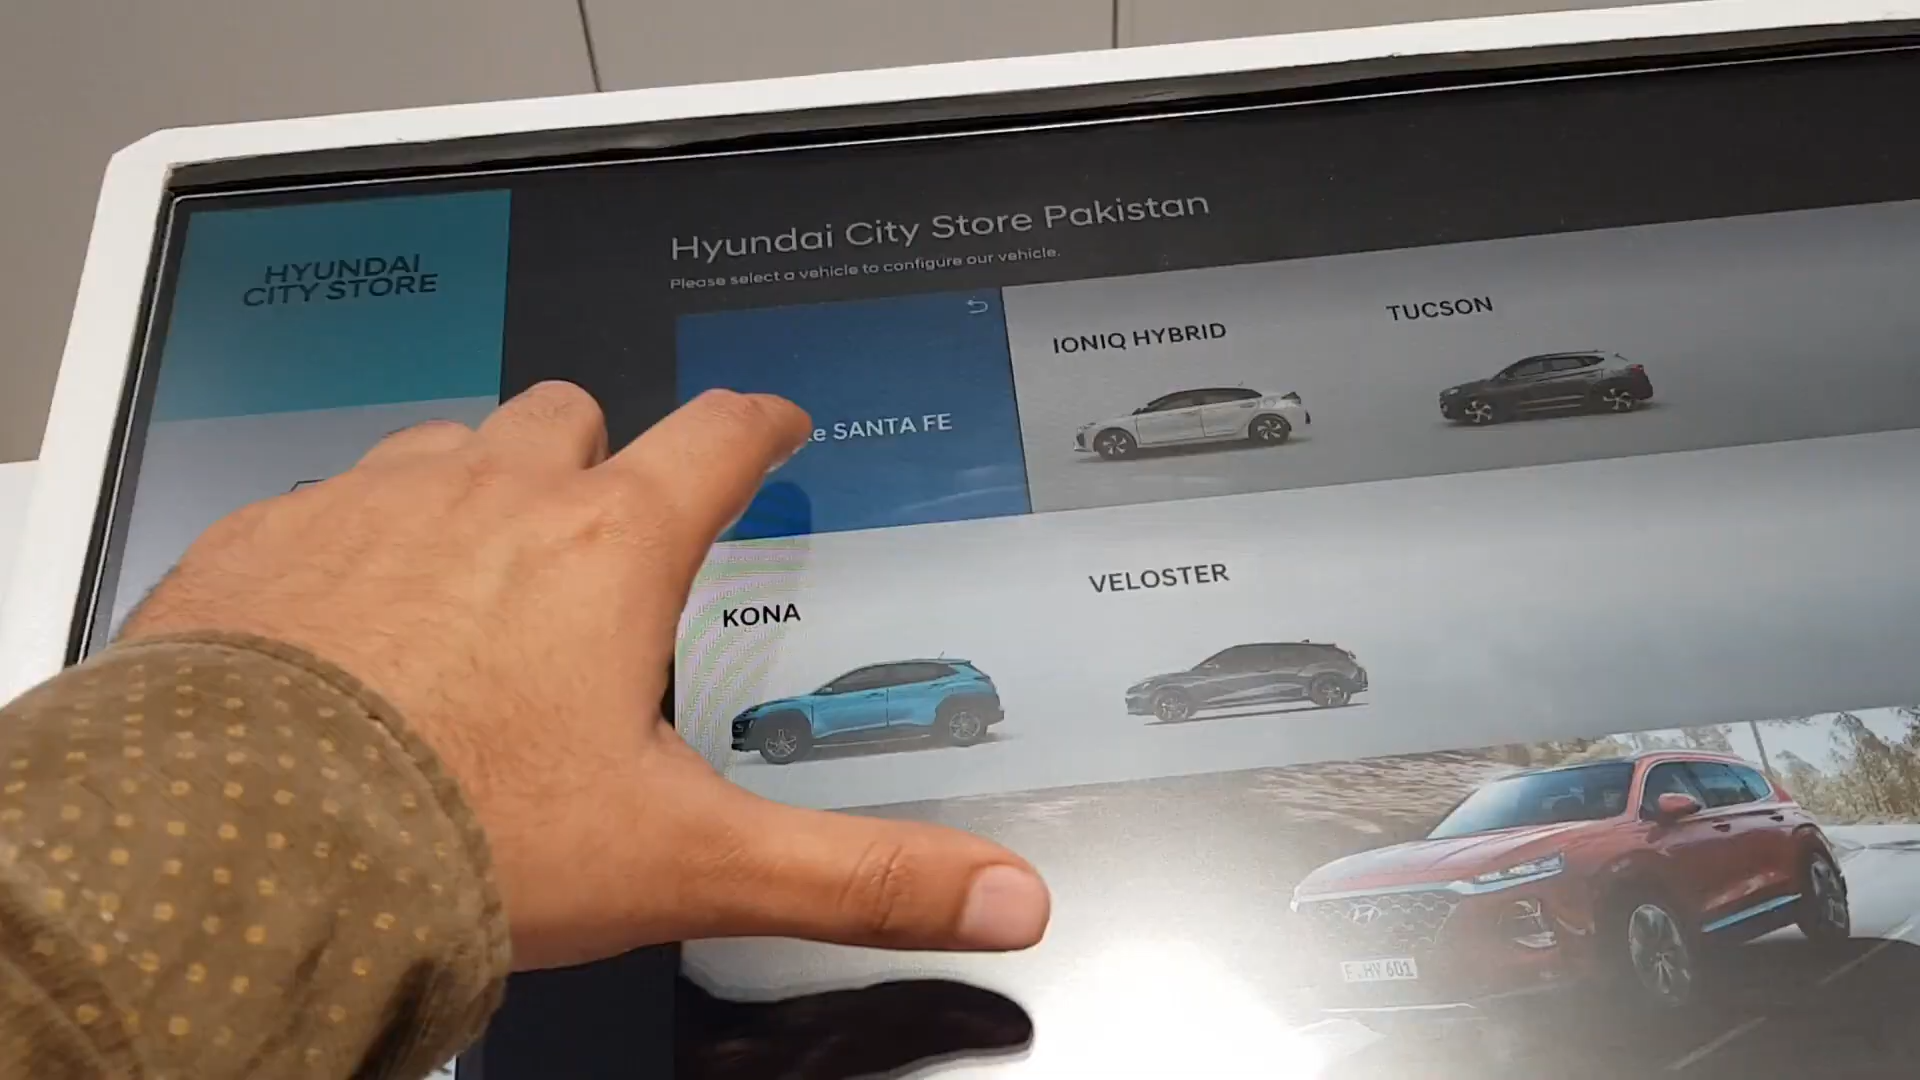 HYUNDAI
CITY STORE
Hyundai City Store Pakistan
Please select a vehicle to configure our vehicle.
SANTA FE
IONIQ HYBRID
TUCSON
KONA
VELOSTER